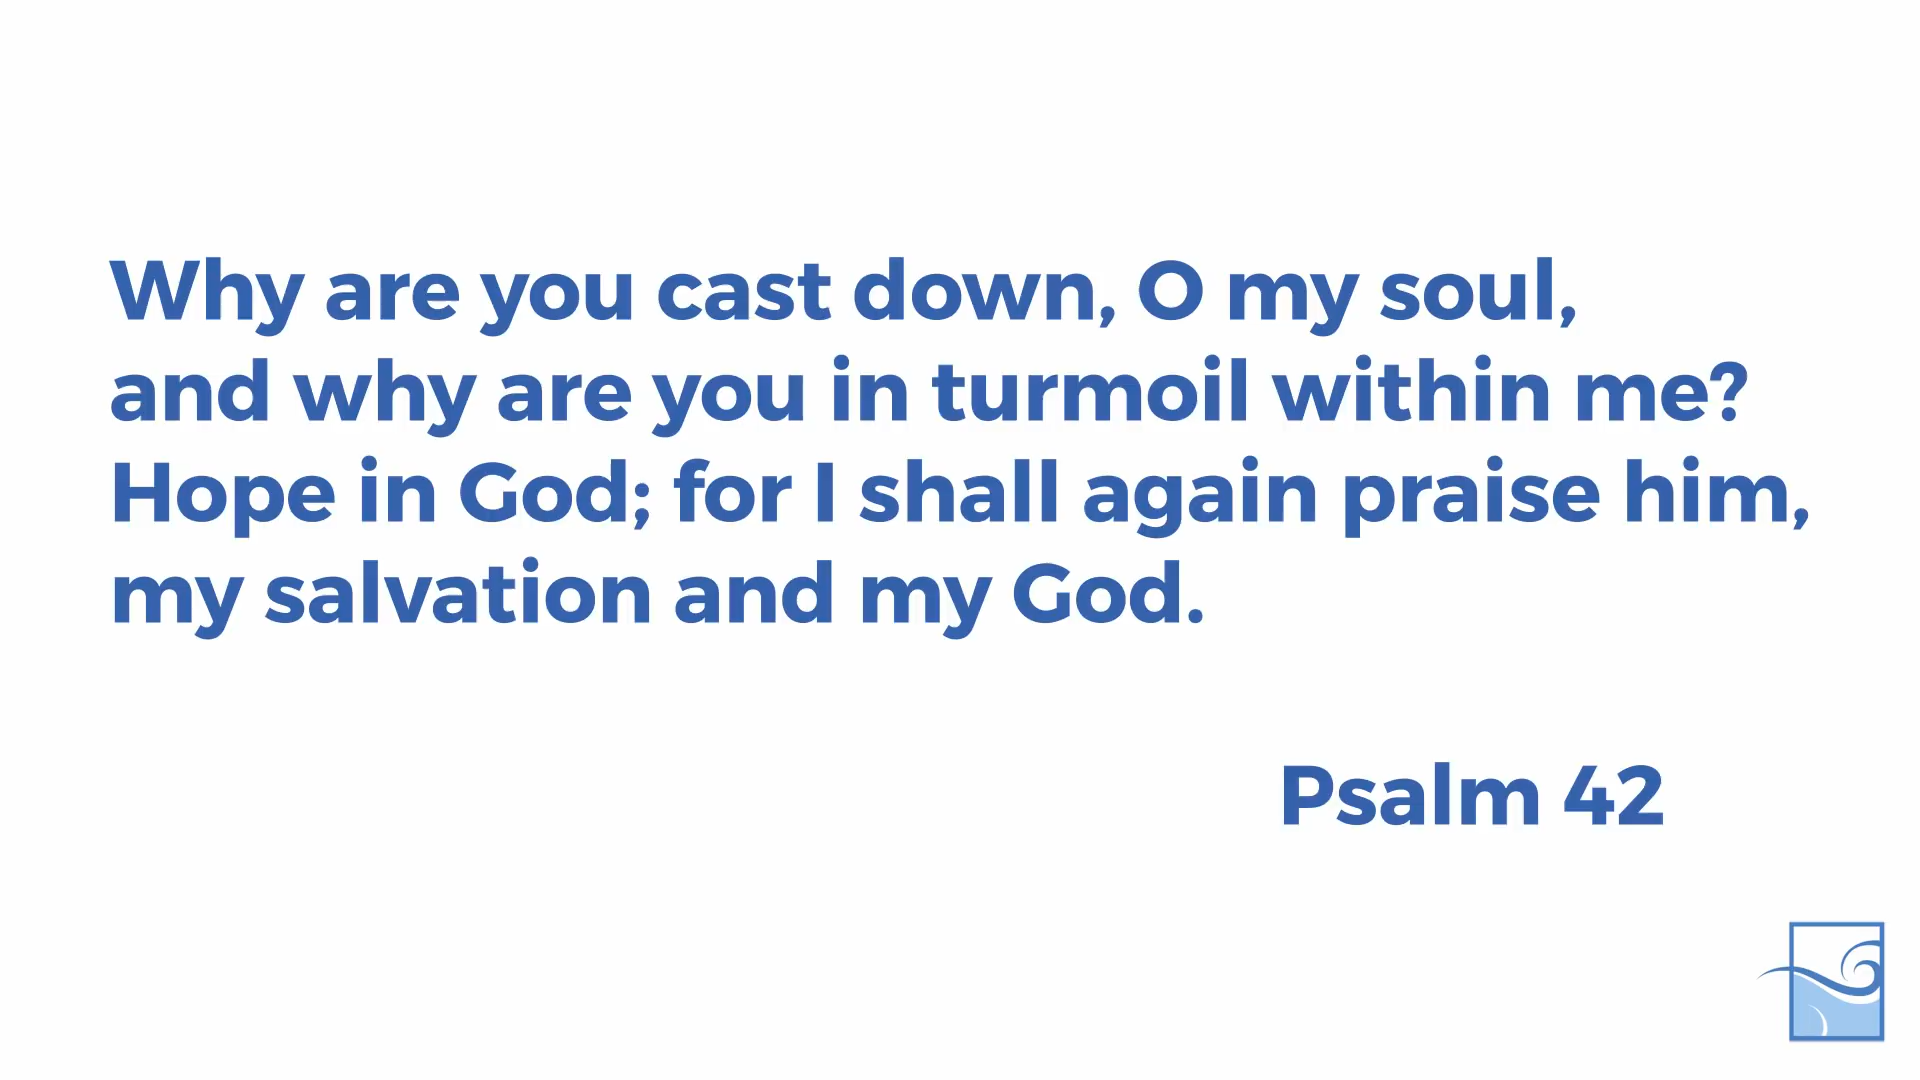 Why are you cast down, O my soul,
and why are you in turmoil within me?
Hope in God; for I shall again praise him,
my salvation and my God.
Psalm 42